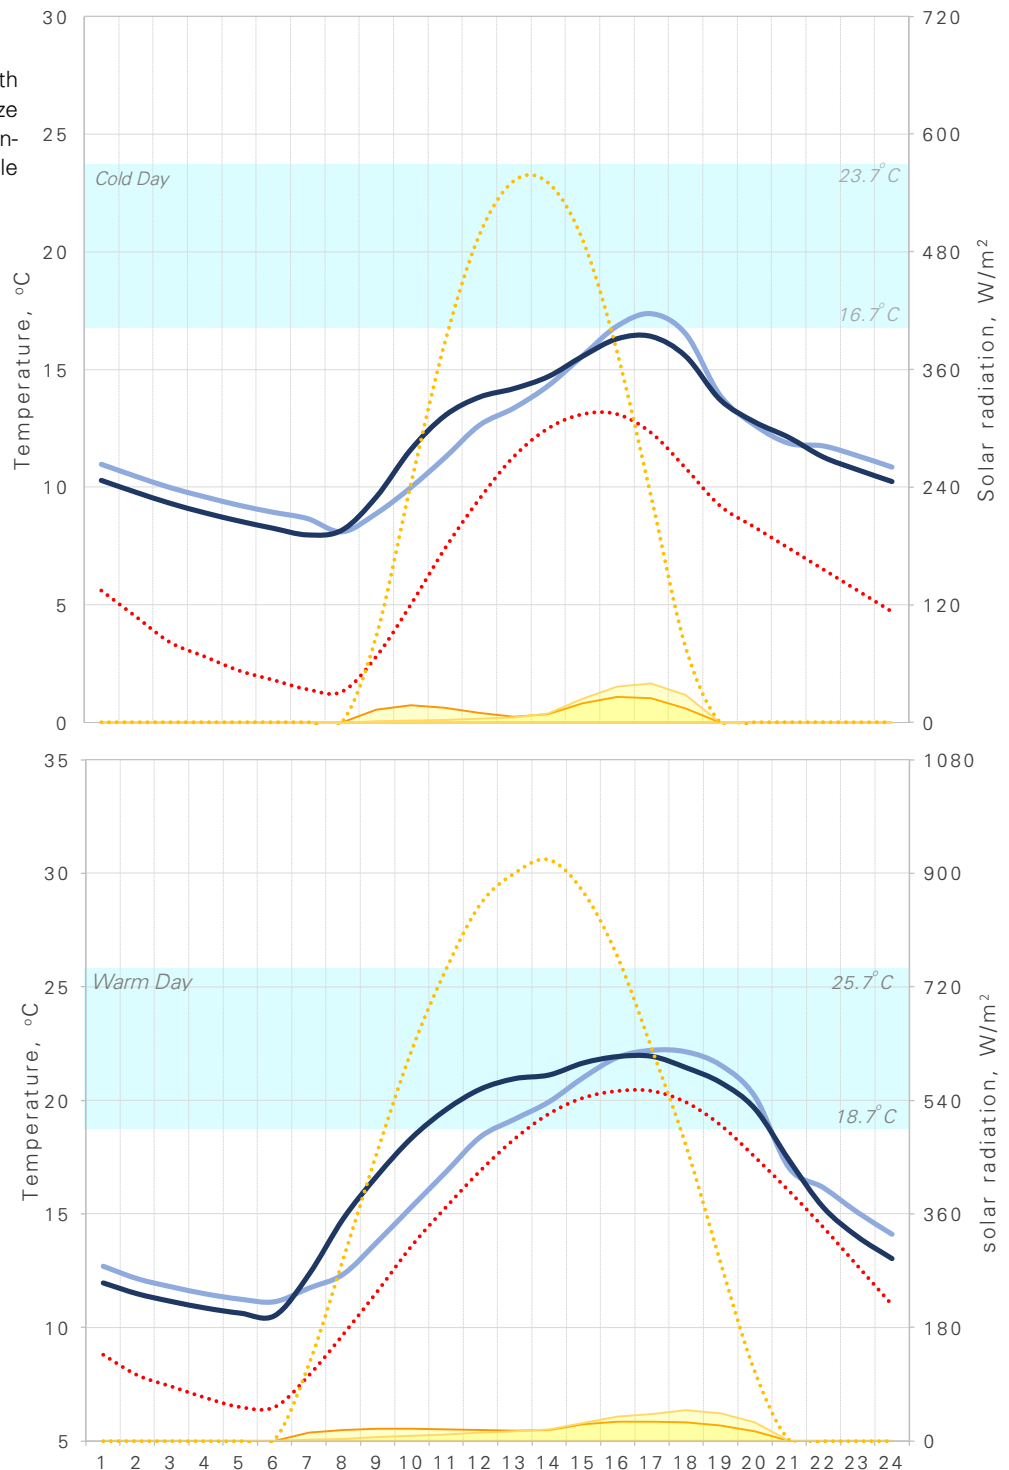 th
ze
n-
le
30
25
20
15
10
5
0
Temperature, °C
Cold Day
23.7°C
16.7°C
720
600
480
360
240
120
0
Solar radiation, W/m²
35
30
25
20
15
10
5
Temperature, °C
Warm Day
25.7°C
18.7°C
1080
900
720
540
360
180
0
solar radiation, W/m²
1 2 3 4 5 6 7 8 9 10 11 12 13 14 15 16 17 18 19 20 21 22 23 24